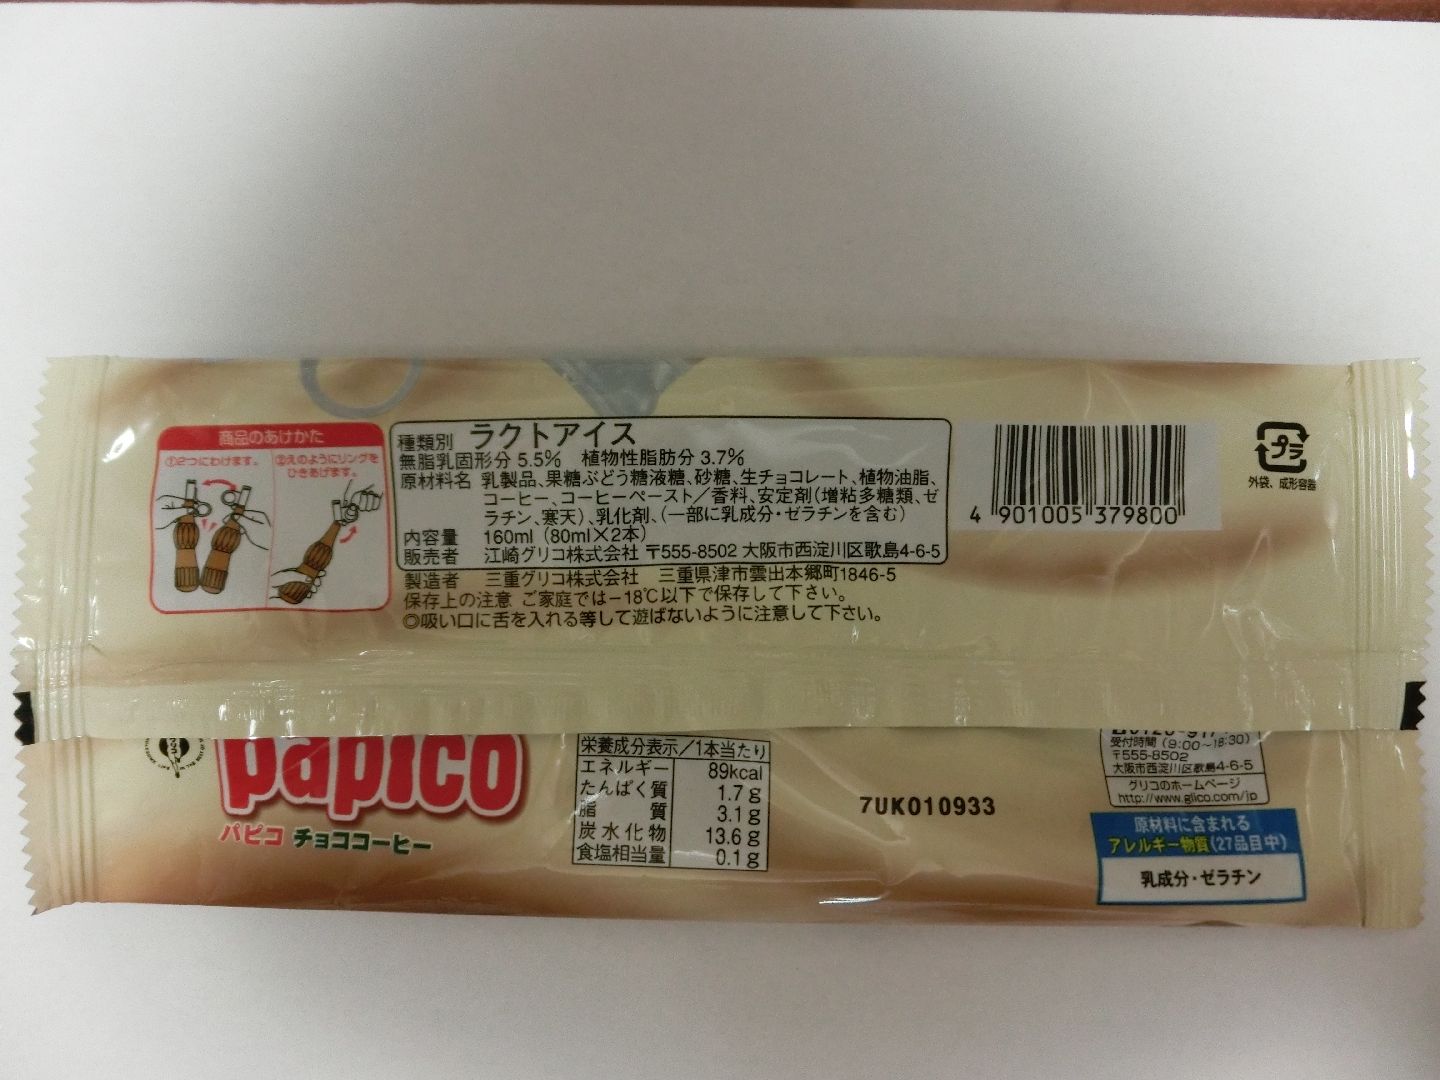 商品のあけかた
①2つにわけます。
②えのようにリングを
ひきあげます。
種類別 ラクトアイス
無脂乳固形分 5.5% 植物性脂肪分 3.7%
原材料名 乳製品、果糖ぶどう糖液糖、砂糖、生チョコレート、植物油脂、
コーヒー、コーヒーペースト／香料、安定剤(増粘多糖類、ゼ
ラチン、寒天)、乳化剤、(一部に乳成分・ゼラチンを含む)
内容量 160ml (80ml×2本)
販売者 江崎グリコ株式会社 〒555-8502 大阪市西淀川区歌島4-6-5
製造者 三重グリコ株式会社 三重県津市雲出本郷町1846-5
保存上の注意 ご家庭では-18℃以下で保存して下さい。
◎吸い口に舌を入れる等して遊ばないように注意して下さい。
4 901005 379800
プラ
外袋、成形容器
papico
パピコ チョココーヒー
栄養成分表示／1本当たり
エネルギー 89kcal
たんぱく質 1.7g
脂質 3.1g
炭水化物 13.6g
食塩相当量 0.1g
7UK010933
受付時間 (9:00~18:30)
〒555-8502
大阪市西淀川区歌島4-6-5
グリコのホームページ
http://www.glico.com/jp
原材料に含まれる
アレルギー物質(27品目中)
乳成分・ゼラチン